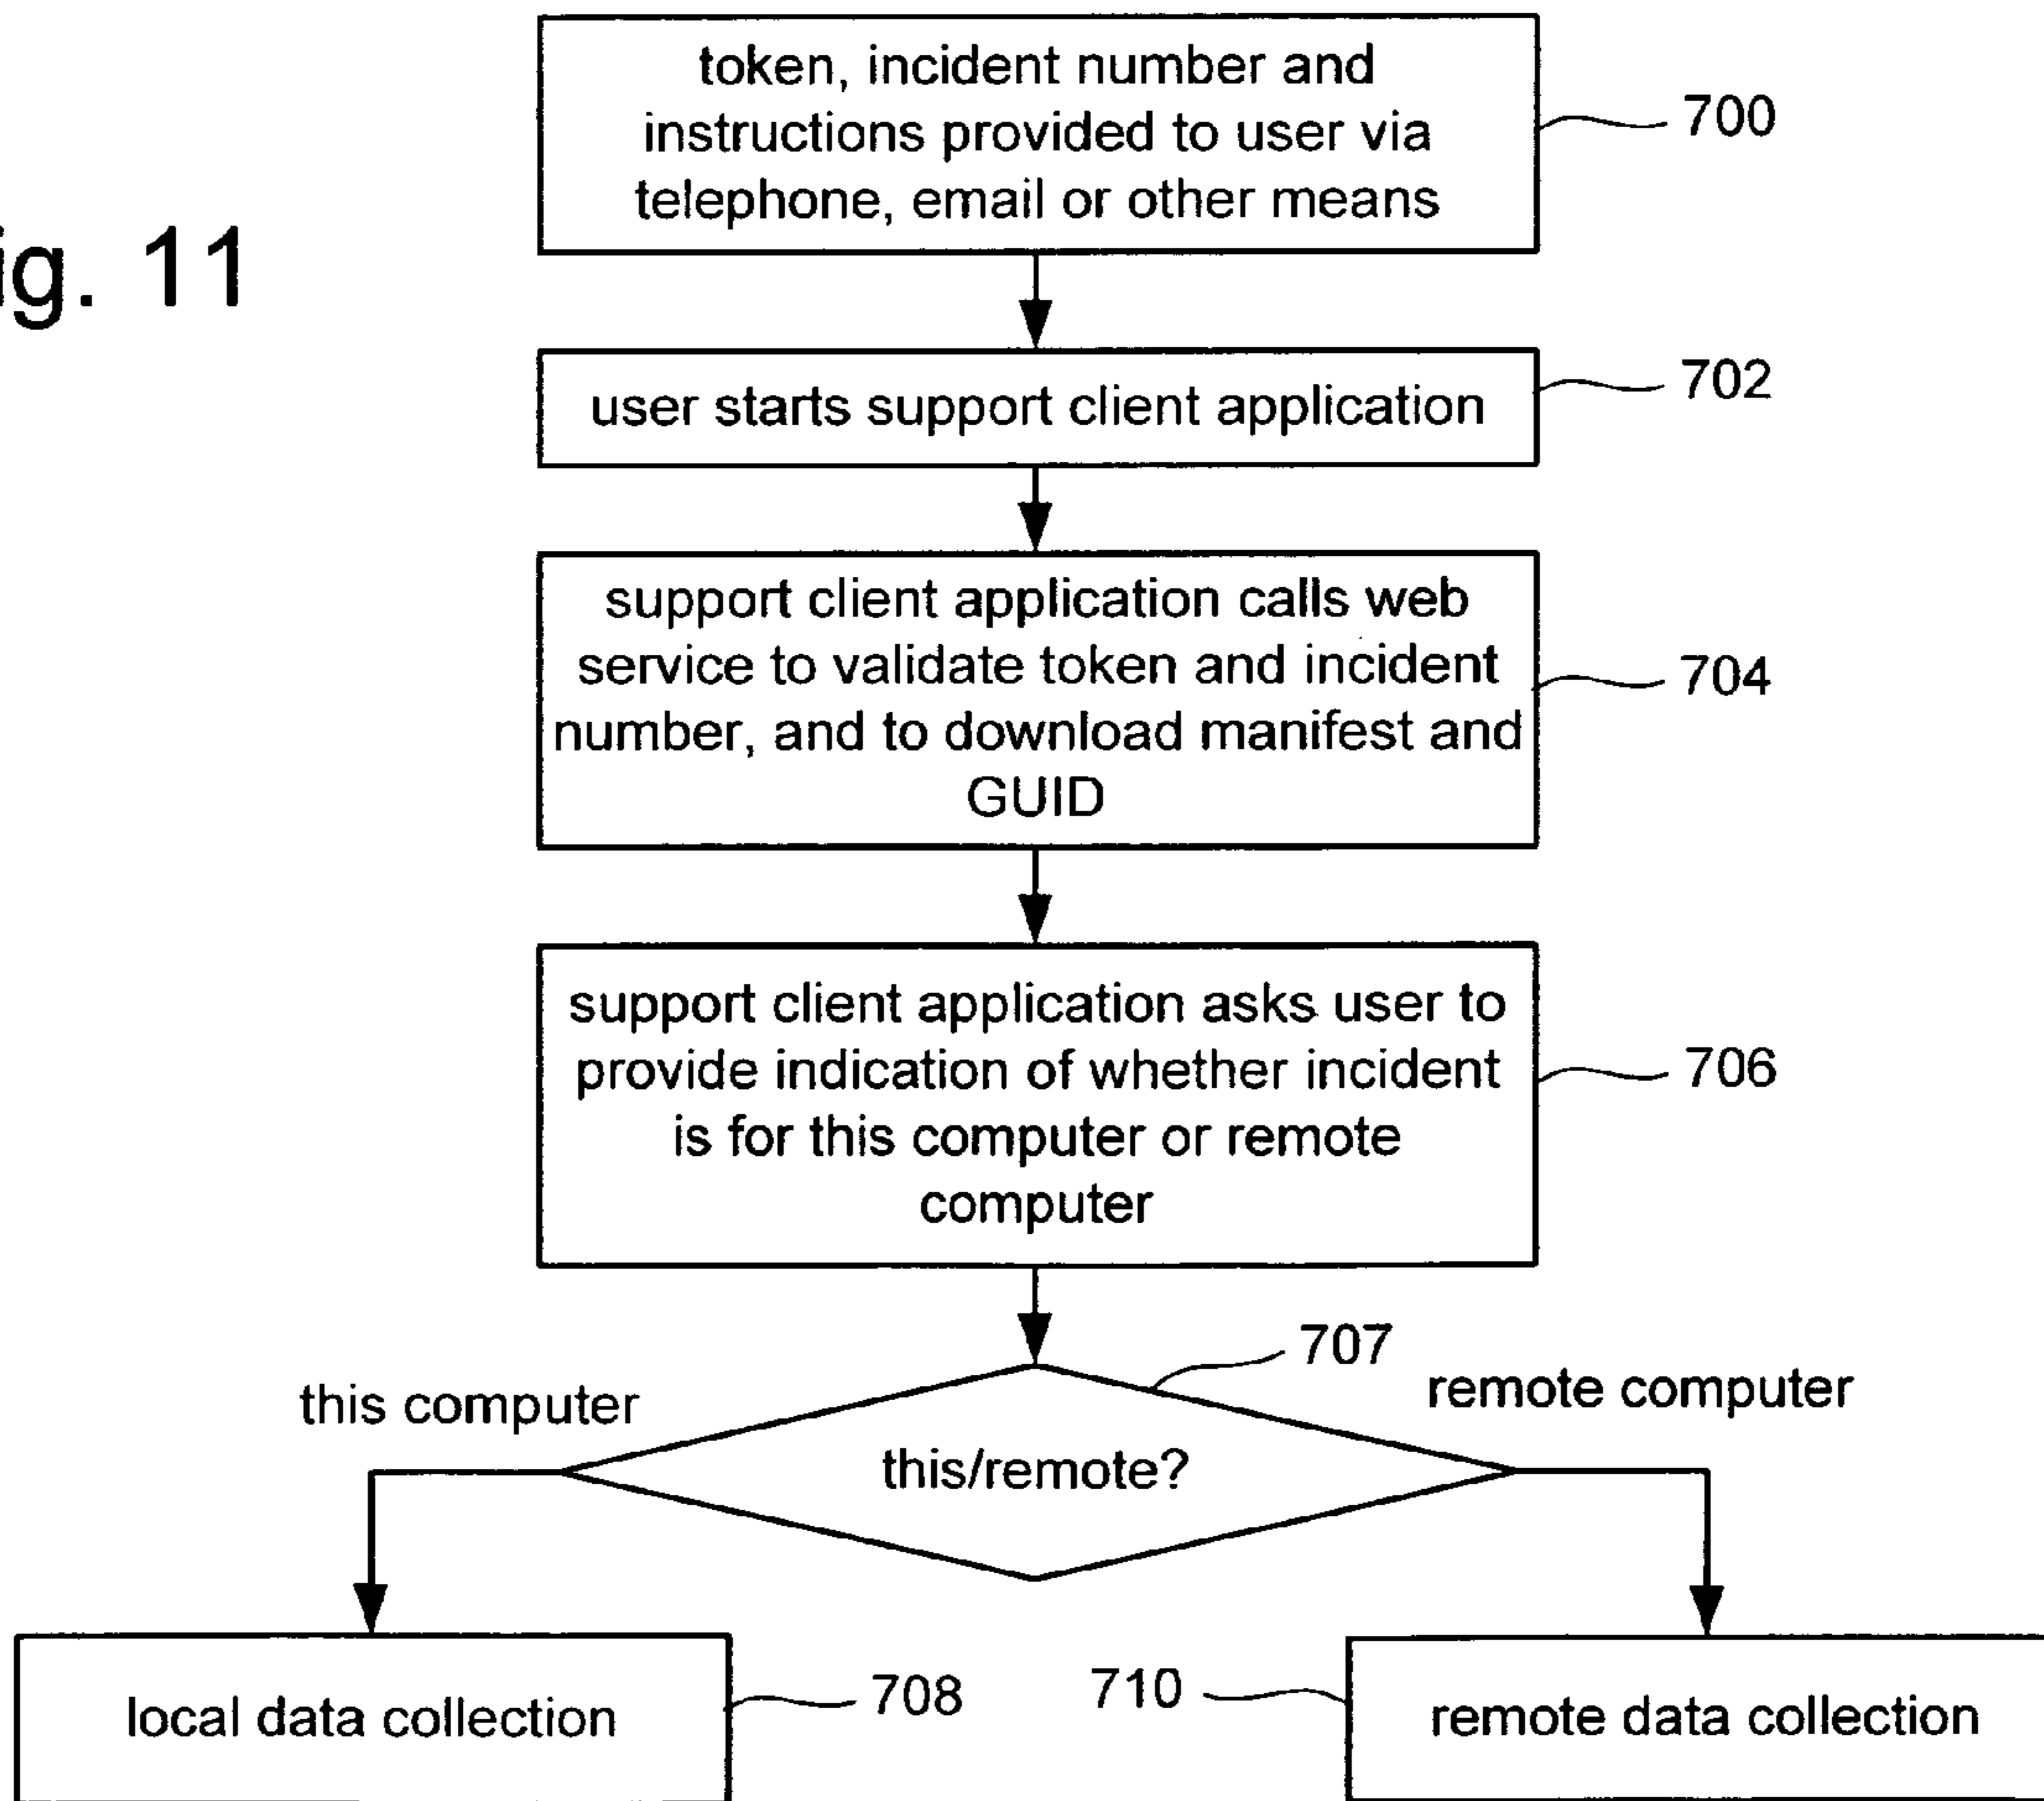 token, incident number and
instructions provided to user via
telephone, email or other means
700
ig. 11
user starts support client application
702
support client application calls web
service to validate token and incident
number, and to download manifest and
GUID
704
support client application asks user to
provide indication of whether incident
is for this computer or remote
computer
706
707
this computer
remote computer
this/remote?
local data collection
708
710
remote data collection